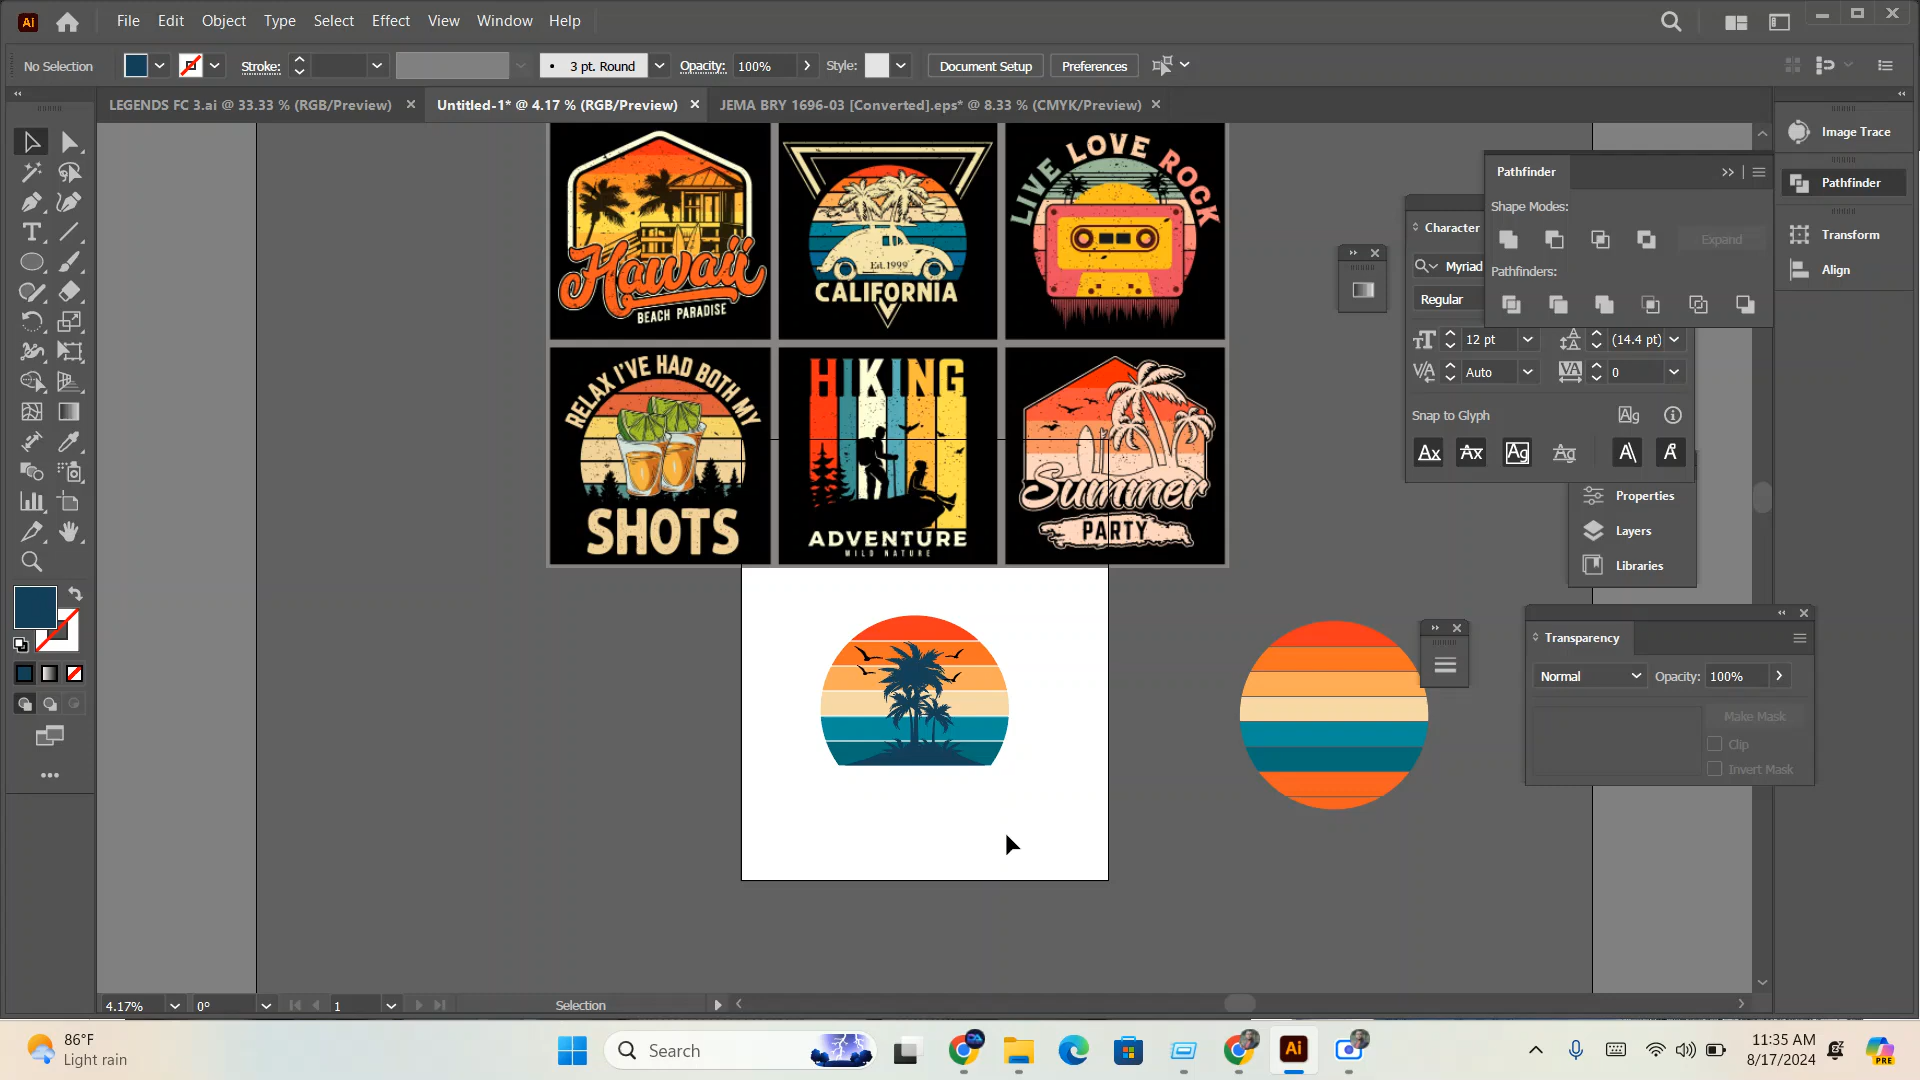 Ai
File Edit Object Type Select Effect View Window Help
No Selection
Stroke:
3 pt. Round
Opacity: 100%
Style:
Document Setup
Preferences
LEGENDS FC 3.ai @ 33.33 % (RGB/Preview)
Untitled-1* @ 4.17 % (RGB/Preview)
JEMA BRY 1696-03 [Converted].eps* @ 8.33 % (CMYK/Preview)
Hawaii
BEACH PARADISE
Est.1999
CALIFORNIA
LIVE LOVE ROCK
RELAX I'VE HAD BOTH MY
SHOTS
HIKING
ADVENTURE
WILD NATURE
Summer
PARTY
Image Trace
Pathfinder
Transform
Align
Pathfinder
Shape Modes:
Expand
Pathfinders:
Character
Myriad
Regular
12 pt
(14.4 pt)
Auto
0
Snap to Glyph
Properties
Layers
Libraries
Transparency
Normal
Opacity: 100%
Make Mask
Clip
Invert Mask
4.17%
0°
1
Selection
86°F
Light rain
Search
Ai
11:35 AM
8/17/2024
PRE